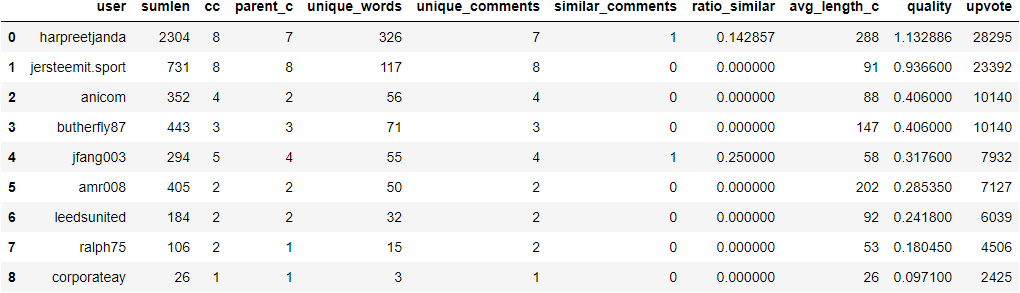 user sumlen cc parent_c unique_words unique_comments similar_comments ratio_similar avg_length_c quality upvote
0 harpreetjanda 2304 8 7 326 7 1 0.142857 288 1.132886 28295
1 jersteemit.sport 731 8 8 117 8 0 0.000000 91 0.936600 23392
2 anicom 352 4 2 56 4 0 0.000000 88 0.406000 10140
3 butherfly87 443 3 3 71 3 0 0.000000 147 0.406000 10140
4 jfang003 294 5 4 55 4 1 0.250000 58 0.317600 7932
5 amr008 405 2 2 50 2 0 0.000000 202 0.285350 7127
6 leedsunited 184 2 2 32 2 0 0.000000 92 0.241800 6039
7 ralph75 106 2 1 15 2 0 0.000000 53 0.180450 4506
8 corporateay 26 1 1 3 1 0 0.000000 26 0.097100 2425